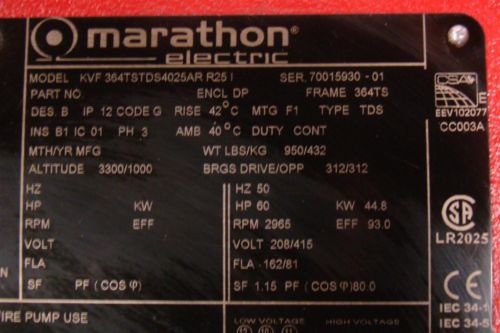 marathon
electric
MODEL KVF 364TSTDS4025AR R25 I SER. 70015930 - 01
PART NO. ENCL DP FRAME 364TS
DES. B IP 12 CODE G RISE 42°C MTG F1 TYPE TDS
INS B1 IC 01 PH 3 AMB 40°C DUTY CONT
MTH/YR MFG WT LBS/KG 950/432
ALTITUDE 3300/1000 BRGS DRIVE/OPP 312/312
HZ HZ 50
HP KW HP 60 KW 44.8
RPM EFF RPM 2965 EFF 93.0
VOLT VOLT 208/415
FLA FLA 162/81
SF PF (COS φ) SF 1.15 PF (COS φ)80.0
CSA
E
EEV102077
CC003A
SA
LR2025
CE
IEC 34-1
IEC 34-5
IRE PUMP USE
LOW VOLTAGE HIGH VOLTAGE